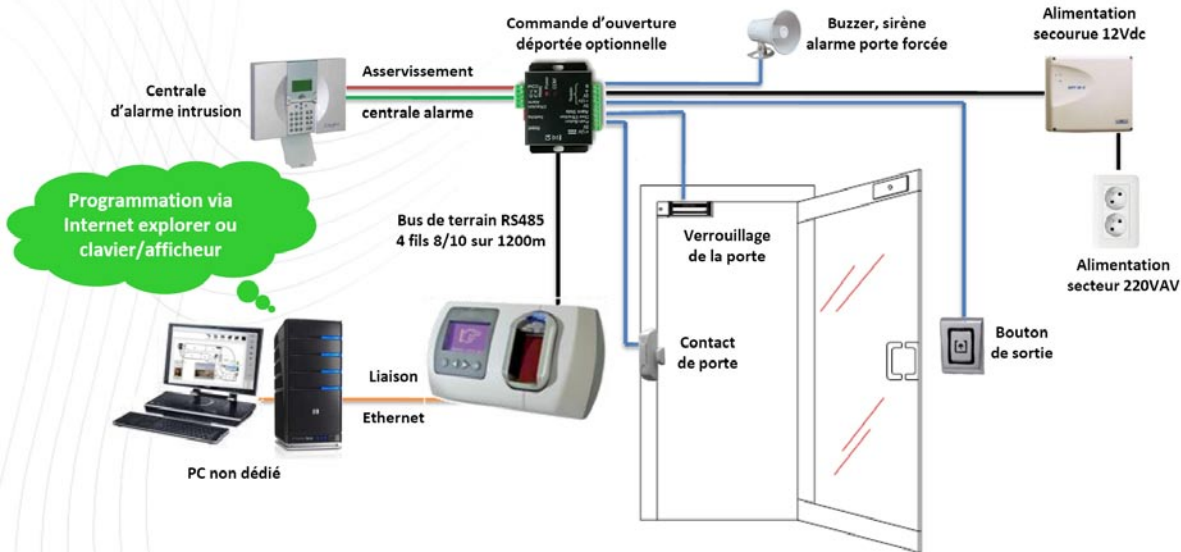 Commande d'ouverture
déportée optionnelle
Buzzer, sirène
alarme porte forcée
Alimentation
secourue 12Vdc
Centrale
d'alarme intrusion
Asservissement
centrale alarme
Programmation via
Internet explorer ou
clavier/afficheur
Bus de terrain RS485
4 fils 8/10 sur 1200m
Verrouillage
de la porte
Alimentation
secteur 220VAV
Contact
de porte
Bouton
de sortie
Liaison
Ethernet
PC non dédié